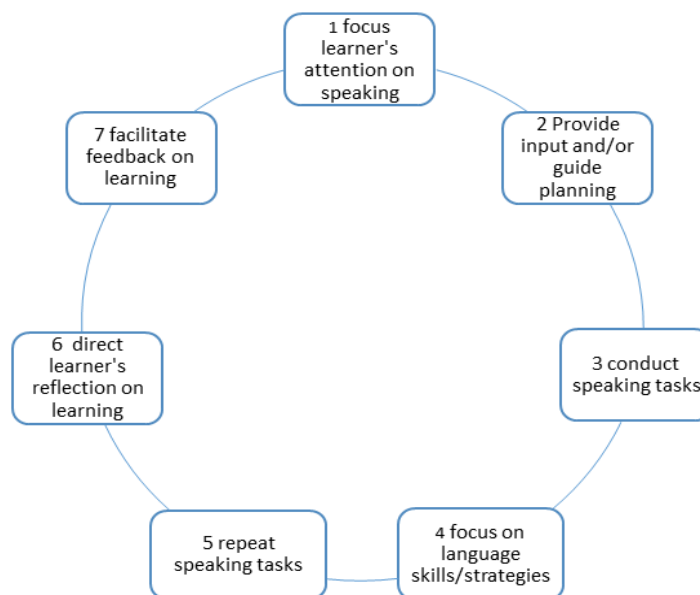 1 focus
learner's
attention on
speaking
2 Provide
input and/or
guide
planning
3 conduct
speaking tasks
4 focus on
language
skills/strategies
5 repeat
speaking tasks
6 direct
learner's
reflection on
learning
7 facilitate
feedback on
learning